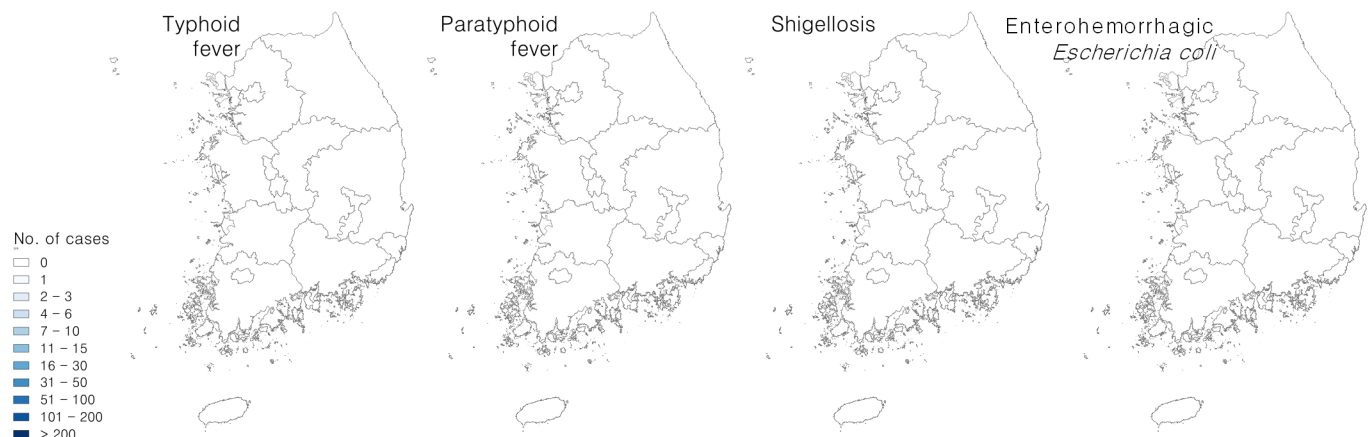 Typhoid
fever
Paratyphoid
fever
Shigellosis
Enterohemorrhagic
Escherichia coli
No. of cases
0
1
2 – 3
4 – 6
7 – 10
11 – 15
16 – 30
31 – 50
51 – 100
101 – 200
> 200